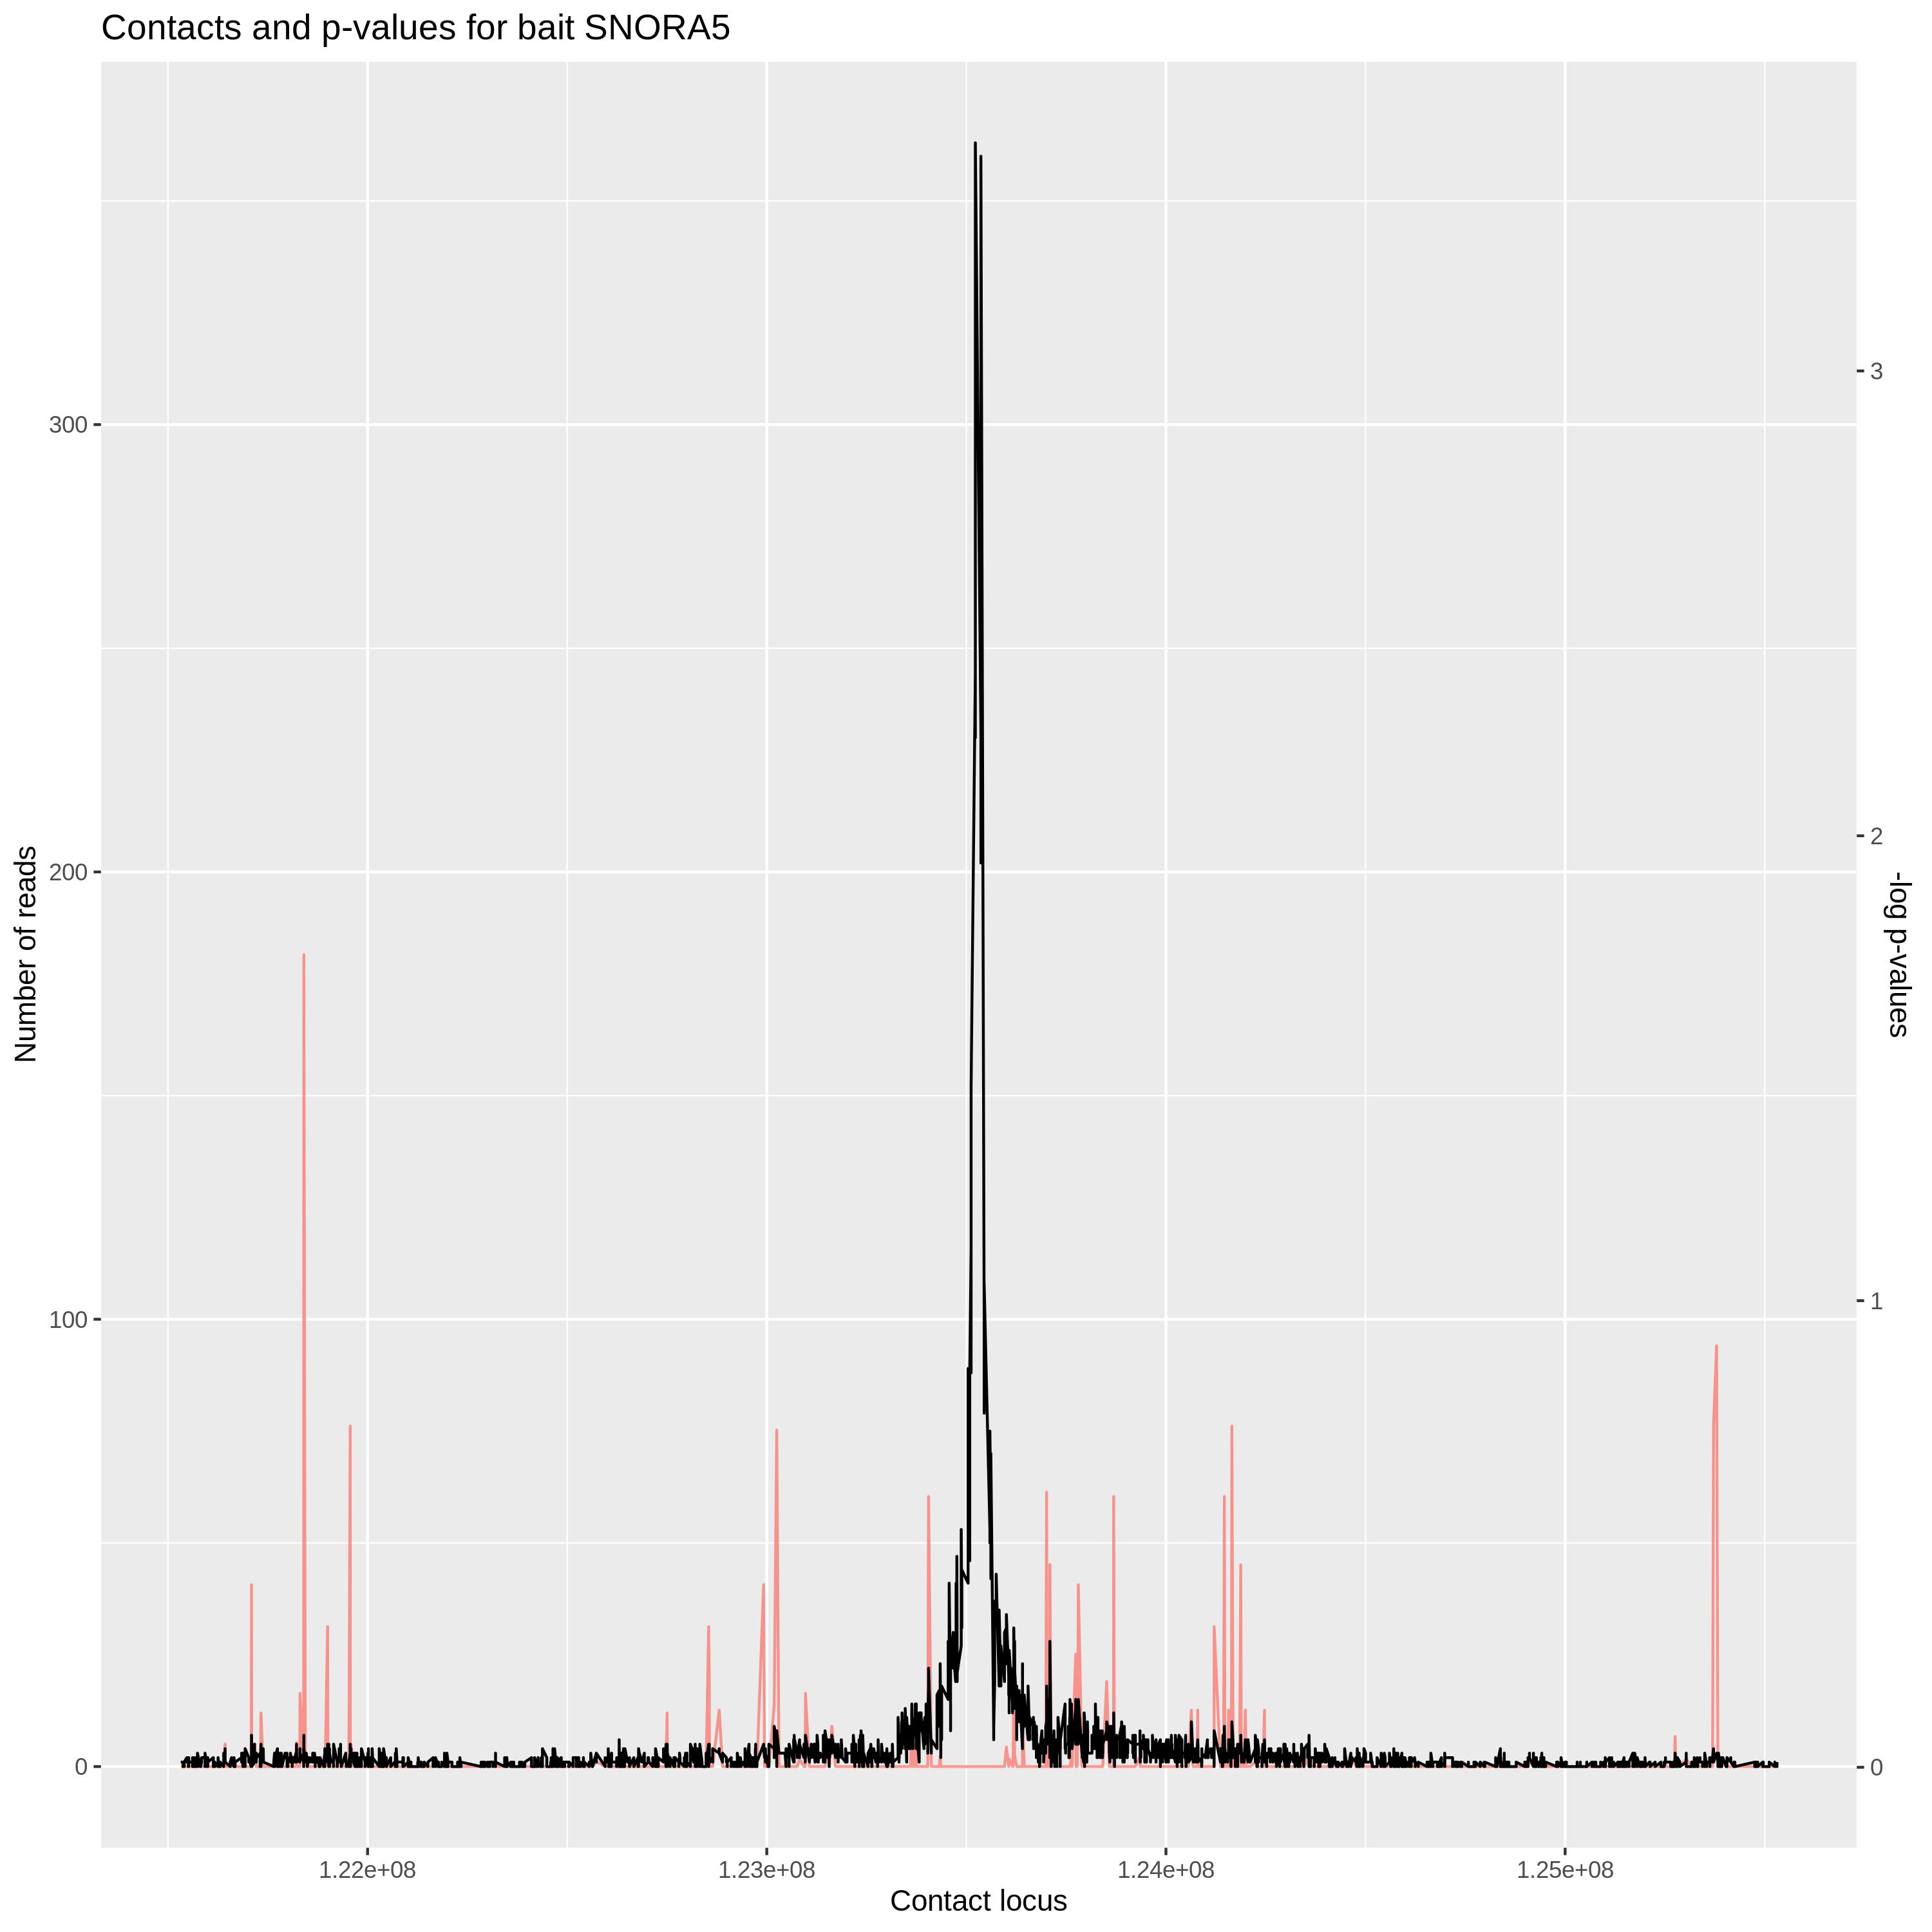 Contacts and p-values for bait SNORA5
Number of reads
300
200
100
0
3
2
1
0
-log p-values
1.22e+08
1.23e+08
1.24e+08
1.25e+08
Contact locus